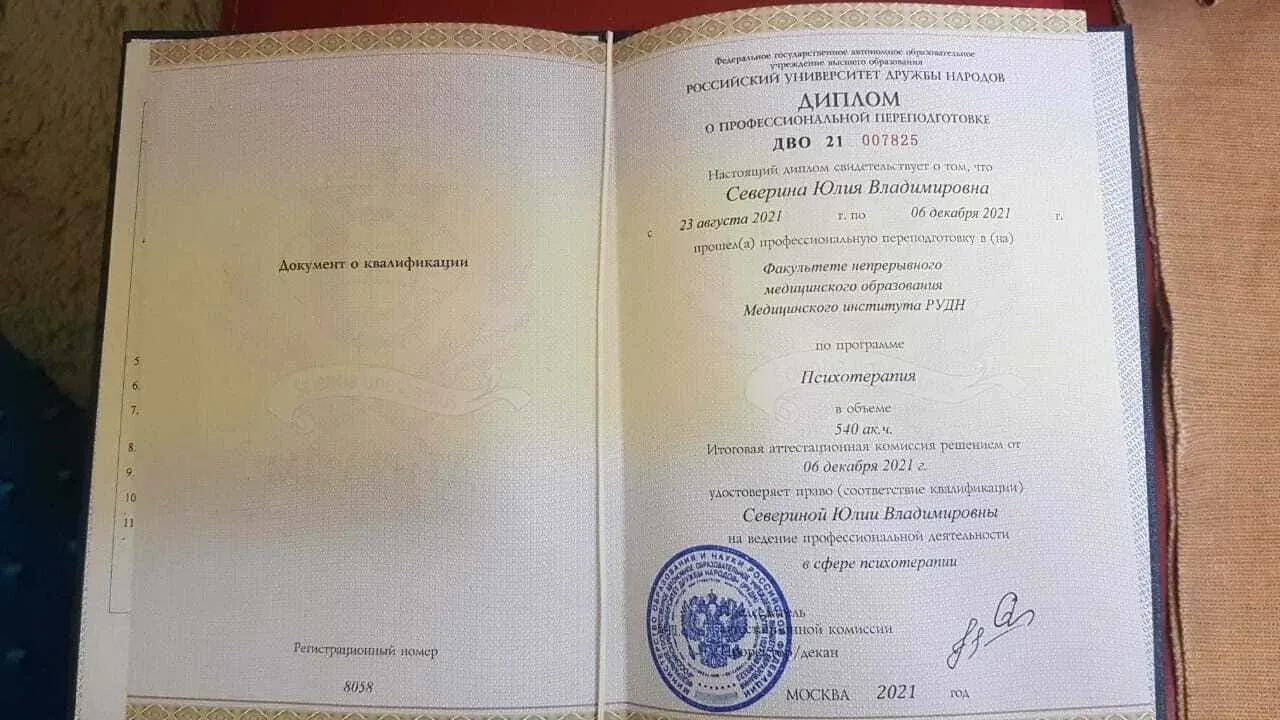 Документ о квалификации
5
6.
7.
8.
9.
10
11
Регистрационный номер
8058
Федеральное государственное автономное образовательное
учреждение высшего образования
РОССИЙСКИЙ УНИВЕРСИТЕТ ДРУЖБЫ НАРОДОВ
ДИПЛОМ
О ПРОФЕССИОНАЛЬНОЙ ПЕРЕПОДГОТОВКЕ
ДВО 21 007825
Настоящий диплом свидетельствует о том, что
Северина Юлия Владимировна
с 23 августа 2021 г. по 06 декабря 2021 г.
прошел(а) профессиональную переподготовку в (на)
Факультете непрерывного
медицинского образования
Медицинского института РУДН
по программе
Психотерапия
в объеме
540 ак.ч.
Итоговая аттестационная комиссия решением от
06 декабря 2021 г.
удостоверяет право (соответствие квалификации)
Севериной Юлии Владимировны
на ведение профессиональной деятельности
в сфере психотерапии
комиссии
/декан
МОСКВА 2021 год